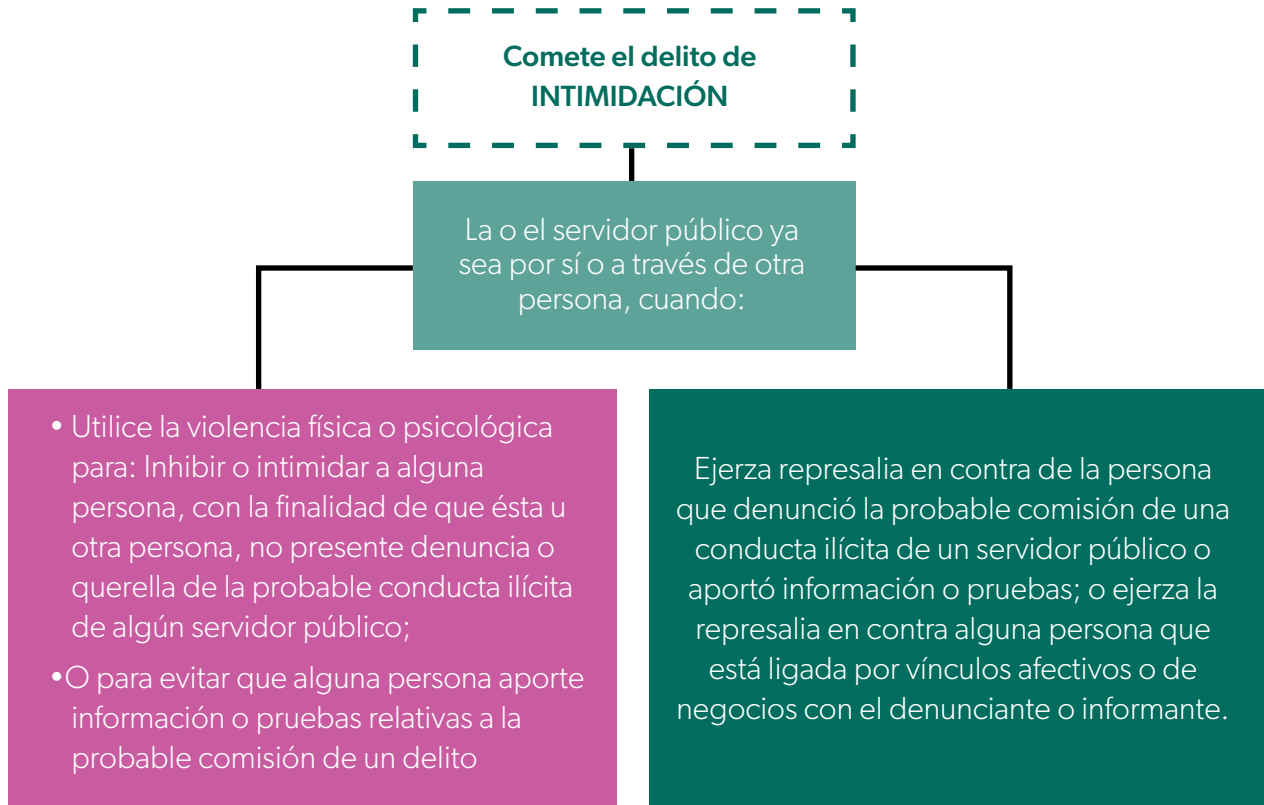 Comete el delito de
INTIMIDACIÓN
La o el servidor público ya
sea por sí o a través de otra
persona, cuando:
• Utilice la violencia física o psicológica
para: Inhibir o intimidar a alguna
persona, con la finalidad de que ésta u
otra persona, no presente denuncia o
querella de la probable conducta ilícita
de algún servidor público;
•O para evitar que alguna persona aporte
información o pruebas relativas a la
probable comisión de un delito
Ejerza represalia en contra de la persona
que denunció la probable comisión de una
conducta ilícita de un servidor público o
aportó información o pruebas; o ejerza la
represalia en contra alguna persona que
está ligada por vínculos afectivos o de
negocios con el denunciante o informante.